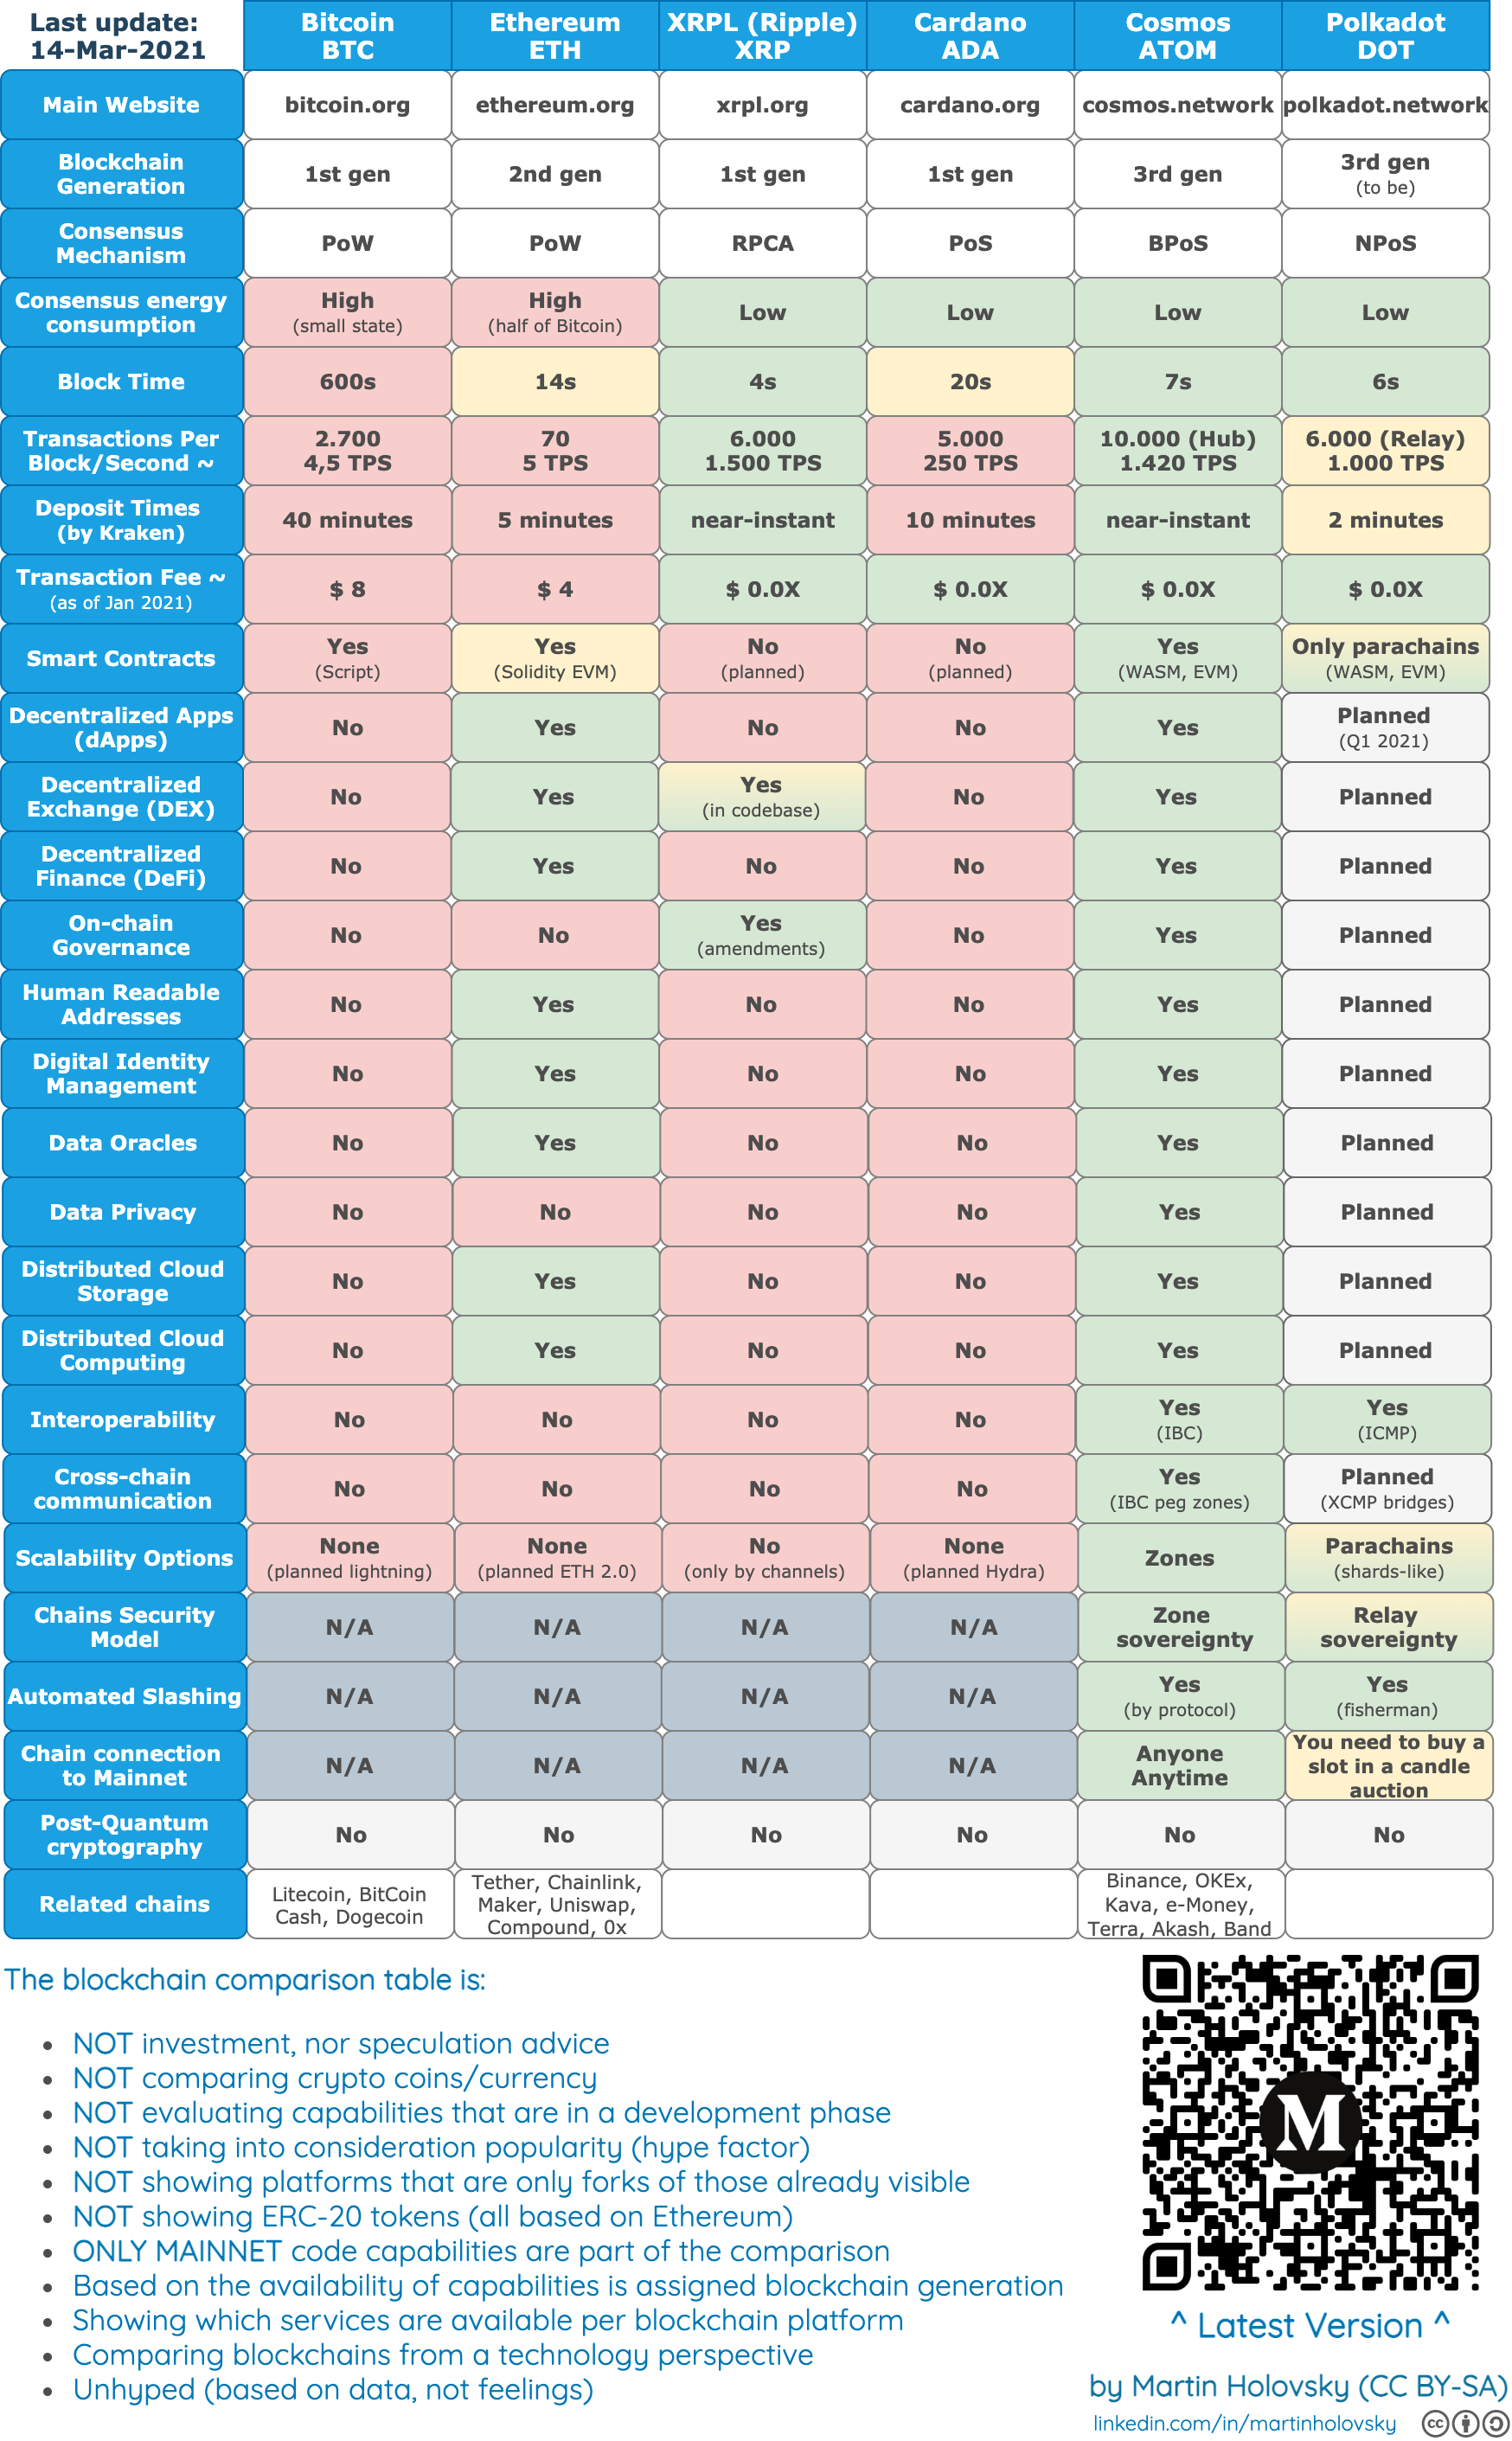 Last update:
14-Mar-2021
Bitcoin
BTC
Ethereum
ETH
XRPL (Ripple)
XRP
Cardano
ADA
Cosmos
ATOM
Polkadot
DOT
Main Website
bitcoin.org
ethereum.org
xrpl.org
cardano.org
cosmos.network
polkadot.network
Blockchain
Generation
1st gen
2nd gen
1st gen
1st gen
3rd gen
3rd gen
(to be)
Consensus
Mechanism
PoW
PoW
RPCA
PoS
BPoS
NPoS
Consensus energy
consumption
High
(small state)
High
(half of Bitcoin)
Low
Low
Low
Low
Block Time
600s
14s
4s
20s
7s
6s
Transactions Per
Block/Second ~
2.700
4,5 TPS
70
5 TPS
6.000
1.500 TPS
5.000
250 TPS
10.000 (Hub)
1.420 TPS
6.000 (Relay)
1.000 TPS
Deposit Times
(by Kraken)
40 minutes
5 minutes
near-instant
10 minutes
near-instant
2 minutes
Transaction Fee ~
(as of Jan 2021)
$ 8
$ 4
$ 0.0X
$ 0.0X
$ 0.0X
$ 0.0X
Smart Contracts
Yes
(Script)
Yes
(Solidity EVM)
No
(planned)
No
(planned)
Yes
(WASM, EVM)
Only parachains
(WASM, EVM)
Decentralized Apps
(dApps)
No
Yes
No
No
Yes
Planned
(Q1 2021)
Decentralized
Exchange (DEX)
No
Yes
Yes
(in codebase)
No
Yes
Planned
Decentralized
Finance (DeFi)
No
Yes
No
No
Yes
Planned
On-chain
Governance
No
No
Yes
(amendments)
No
Yes
Planned
Human Readable
Addresses
No
Yes
No
No
Yes
Planned
Digital Identity
Management
No
Yes
No
No
Yes
Planned
Data Oracles
No
Yes
No
No
Yes
Planned
Data Privacy
No
No
No
No
Yes
Planned
Distributed Cloud
Storage
No
Yes
No
No
Yes
Planned
Distributed Cloud
Computing
No
Yes
No
No
Yes
Planned
Interoperability
No
No
No
No
Yes
(IBC)
Yes
(ICMP)
Cross-chain
communication
No
No
No
No
Yes
(IBC peg zones)
Planned
(XCMP bridges)
Scalability Options
None
(planned lightning)
None
(planned ETH 2.0)
No
(only by channels)
None
(planned Hydra)
Zones
Parachains
(shards-like)
Chains Security
Model
N/A
N/A
N/A
N/A
Zone
sovereignty
Relay
sovereignty
Automated Slashing
N/A
N/A
N/A
N/A
Yes
(by protocol)
Yes
(fisherman)
Chain connection
to Mainnet
N/A
N/A
N/A
N/A
Anyone
Anytime
You need to buy a
slot in a candle
auction
Post-Quantum
cryptography
No
No
No
No
No
No
Related chains
Litecoin, BitCoin
Cash, Dogecoin
Tether, Chainlink,
Maker, Uniswap,
Compound, 0x
Binance, OKEx,
Kava, e-Money,
Terra, Akash, Band
The blockchain comparison table is:
• NOT investment, nor speculation advice
• NOT comparing crypto coins/currency
• NOT evaluating capabilities that are in a development phase
• NOT taking into consideration popularity (hype factor)
• NOT showing platforms that are only forks of those already visible
• NOT showing ERC-20 tokens (all based on Ethereum)
• ONLY MAINNET code capabilities are part of the comparison
• Based on the availability of capabilities is assigned blockchain generation
• Showing which services are available per blockchain platform
• Comparing blockchains from a technology perspective
• Unhyped (based on data, not feelings)
M
^ Latest Version ^
by Martin Holovsky (CC BY-SA)
linkedin.com/in/martinholovsky
cc